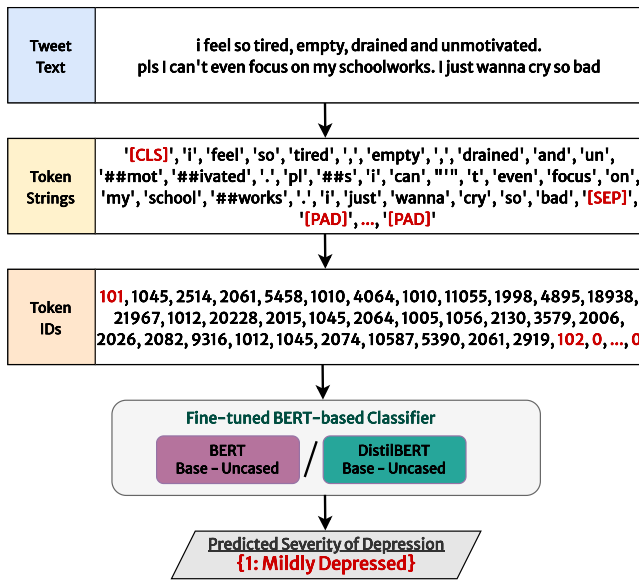 Tweet
Text
i feel so tired, empty, drained and unmotivated.
pls I can't even focus on my schoolworks. I just wanna cry so bad
Token
Strings
'[CLS]', 'i', 'feel', 'so', 'tired', ',', 'empty', ',', 'drained', 'and', 'un',
'##mot', '##ivated', '.', 'pl', '##s', 'i', 'can', "'", 't', 'even', 'focus', 'on',
'my', 'school', '##works', '.', 'i', 'just', 'wanna', 'cry', 'so', 'bad', '[SEP]',
'[PAD]', ..., '[PAD]'
Token
IDs
101, 1045, 2514, 2061, 5458, 1010, 4064, 1010, 11055, 1998, 4895, 18938,
21967, 1012, 20228, 2015, 1045, 2064, 1005, 1056, 2130, 3579, 2006,
2026, 2082, 9316, 1012, 1045, 2074, 10587, 5390, 2061, 2919, 102, 0, ..., 0
Fine-tuned BERT-based Classifier
BERT
Base - Uncased
/
DistilBERT
Base - Uncased
Predicted Severity of Depression
{1: Mildly Depressed}